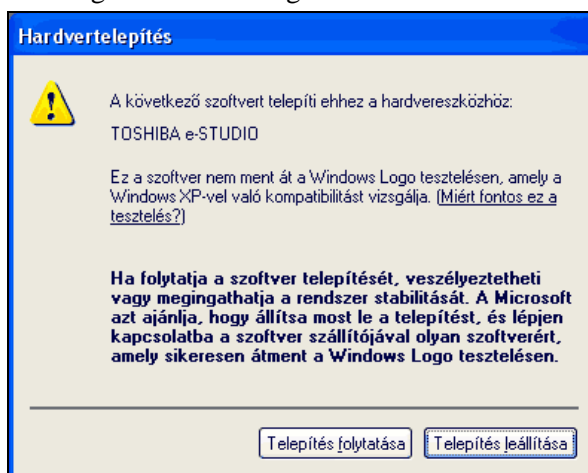 Hardvertelepítés
A következő szoftvert telepíti ehhez a hardvereszközhöz:
TOSHIBA e-STUDIO
Ez a szoftver nem ment át a Windows Logo tesztelésen, amely a
Windows XP-vel való kompatibilitást vizsgálja. (Miért fontos ez a
tesztelés?)
Ha folytatja a szoftver telepítését, veszélyeztetheti
vagy megingathatja a rendszer stabilitását. A Microsoft
azt ajánlja, hogy állítsa most le a telepítést, és lépjen
kapcsolatba a szoftver szállítójával olyan szoftverért,
amely sikeresen átment a Windows Logo tesztelésen.
Telepítés folytatása Telepítés leállítása